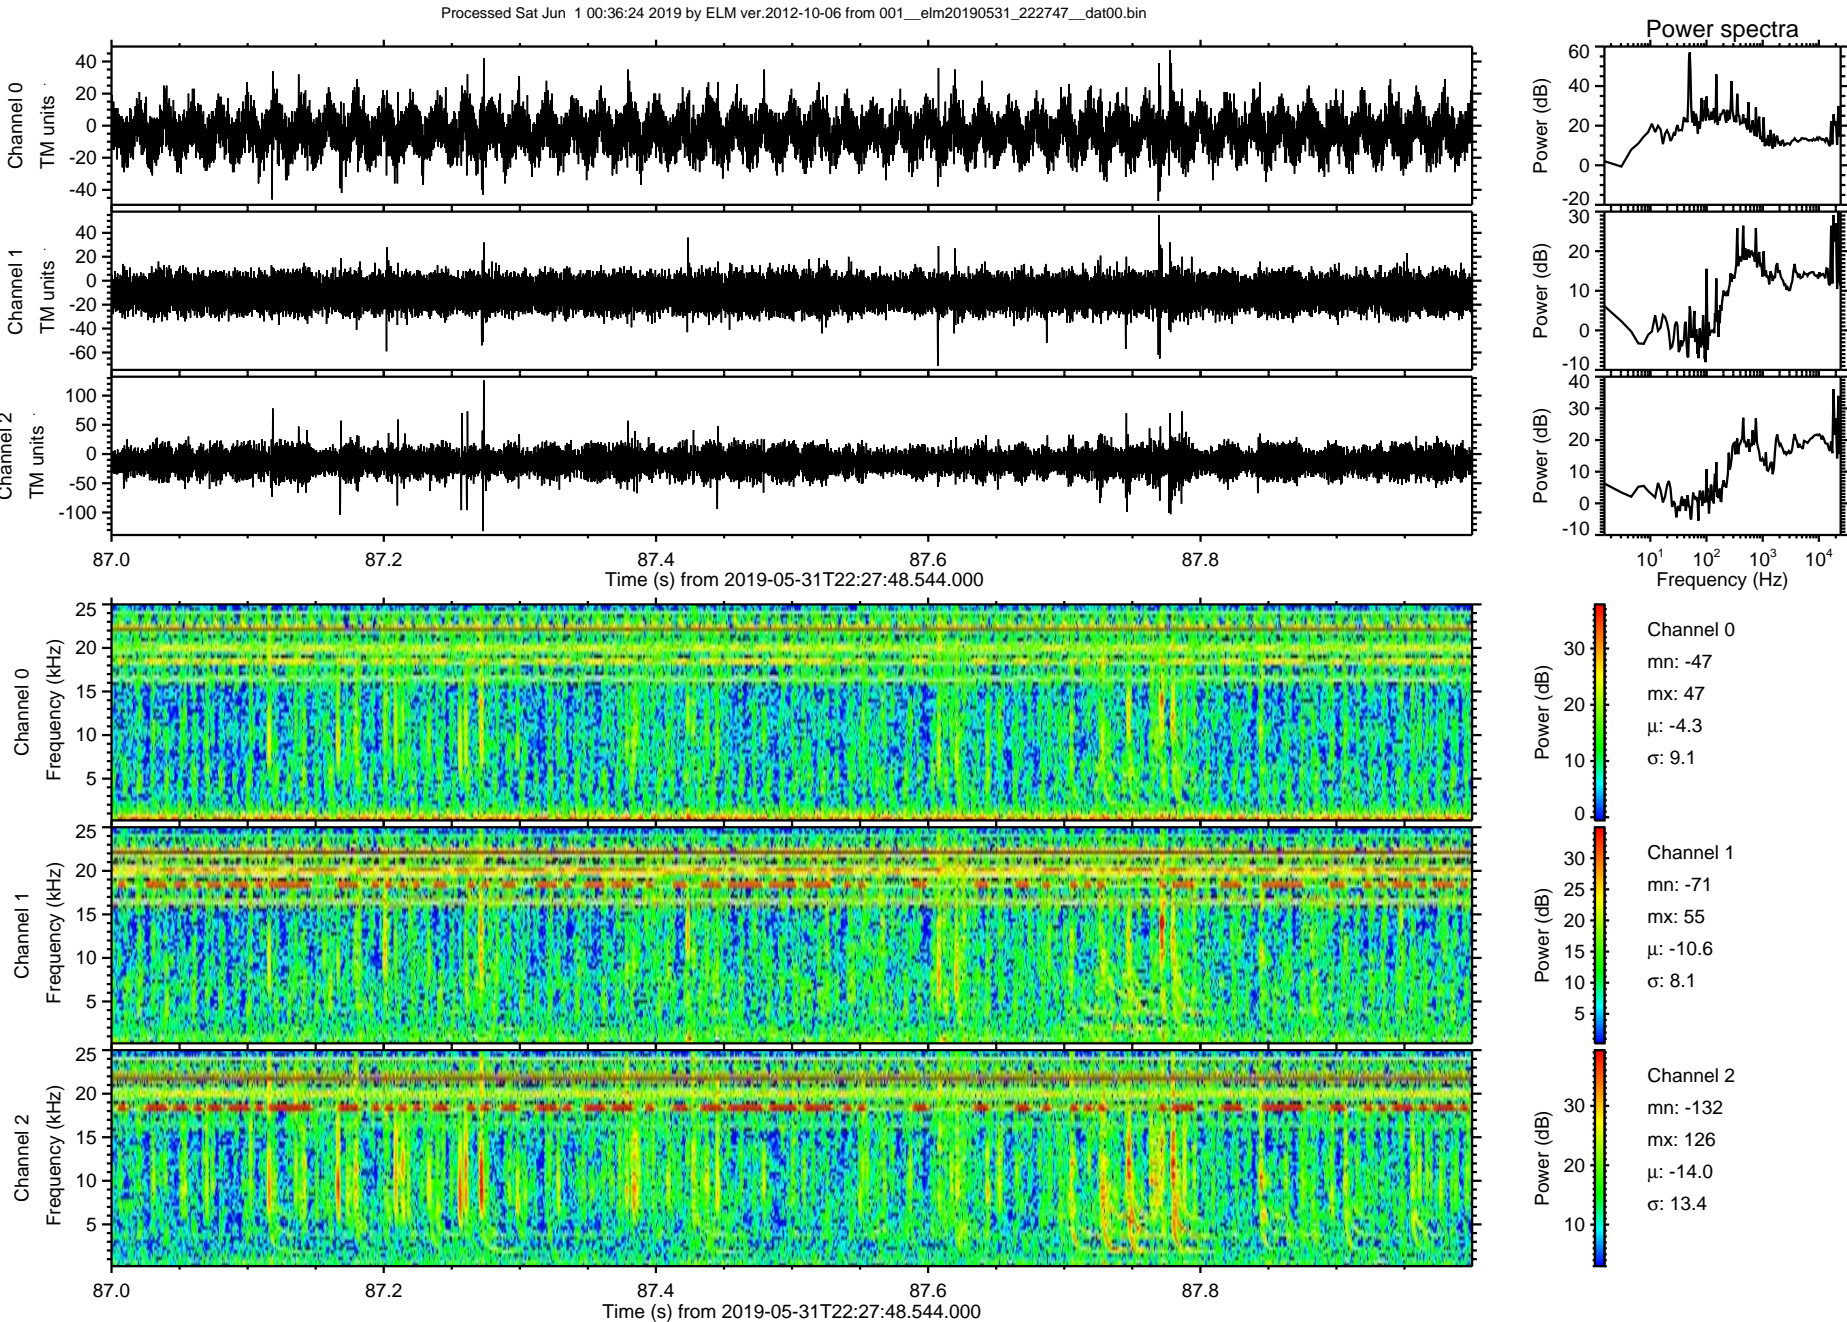 Processed Sat Jun 1 00:36:24 2019 by ELM ver.2012-10-06 from 001__elm20190531_222747__dat00.bin
Power spectra
Channel 0
TM units
40
20
0
-20
-40
Power (dB)
60
40
20
0
-20
Channel 1
TM units
40
20
0
-20
-40
-60
Power (dB)
30
20
10
0
-10
Channel 2
TM units
100
50
0
-50
-100
Power (dB)
40
30
20
10
0
-10
87.0 87.2 87.4 87.6 87.8
Time (s) from 2019-05-31T22:27:48.544.000
10^1 10^2 10^3 10^4
Frequency (Hz)
Channel 0
Frequency (kHz)
25
20
15
10
5
Power (dB)
30
20
10
0
Channel 0
mn: -47
mx: 47
μ: -4.3
σ: 9.1
Channel 1
Frequency (kHz)
25
20
15
10
5
Power (dB)
30
25
20
15
10
5
Channel 1
mn: -71
mx: 55
μ: -10.6
σ: 8.1
Channel 2
Frequency (kHz)
25
20
15
10
5
Power (dB)
30
20
10
Channel 2
mn: -132
mx: 126
μ: -14.0
σ: 13.4
87.0 87.2 87.4 87.6 87.8
Time (s) from 2019-05-31T22:27:48.544.000